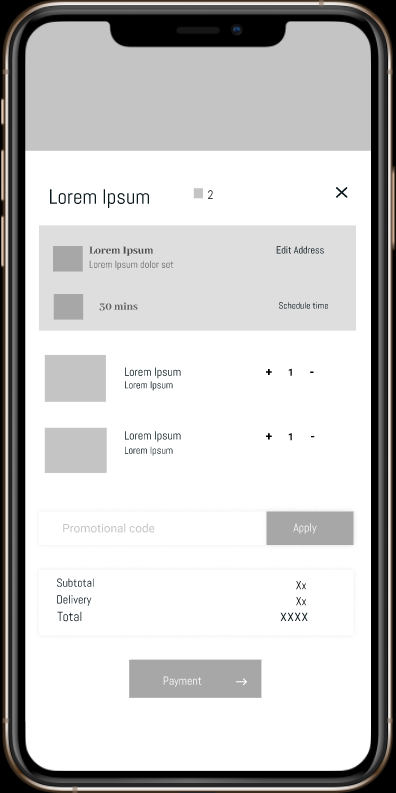 Lorem Ipsum 2 ×
Lorem Ipsum Edit Address
Lorem Ipsum dolor set
30 mins Schedule time
Lorem Ipsum + 1 -
Lorem Ipsum
Lorem Ipsum + 1 -
Lorem Ipsum
Promotional code Apply
Subtotal Xx
Delivery Xx
Total XXXX
Payment →